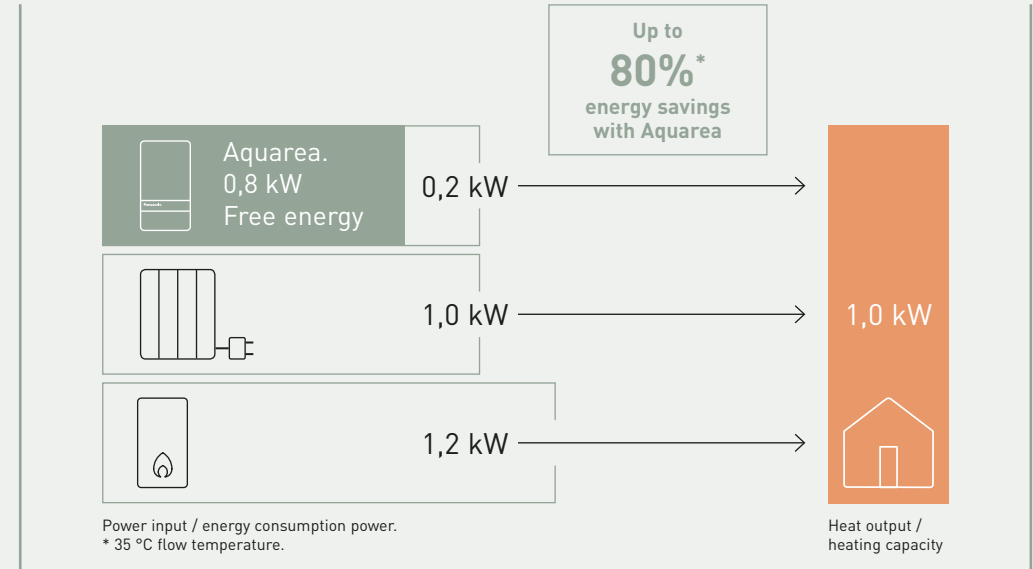 Up to
80%*
energy savings
with Aquarea
Aquarea.
0,8 kW
Free energy
0,2 kW
1,0 kW
1,0 kW
1,2 kW
Power input / energy consumption power.
* 35 °C flow temperature.
Heat output /
heating capacity